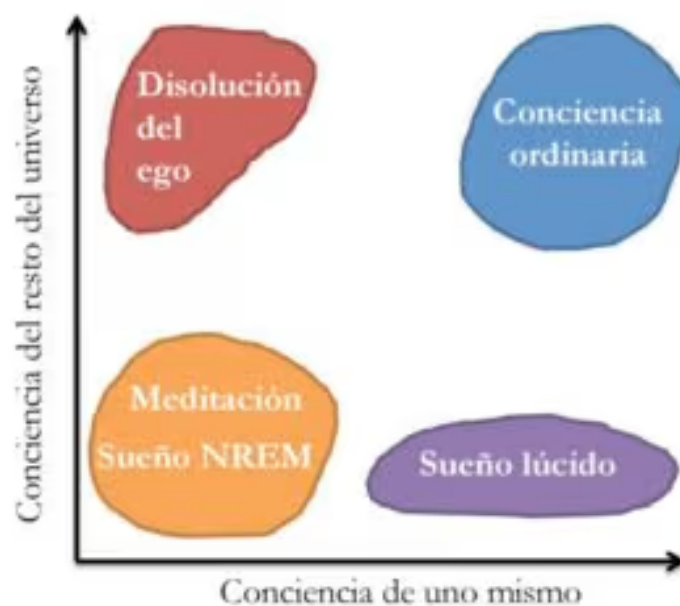 Conciencia del resto del universo
Disolución
del
ego
Conciencia
ordinaria
Meditación
Sueño NREM
Sueño lúcido
Conciencia de uno mismo